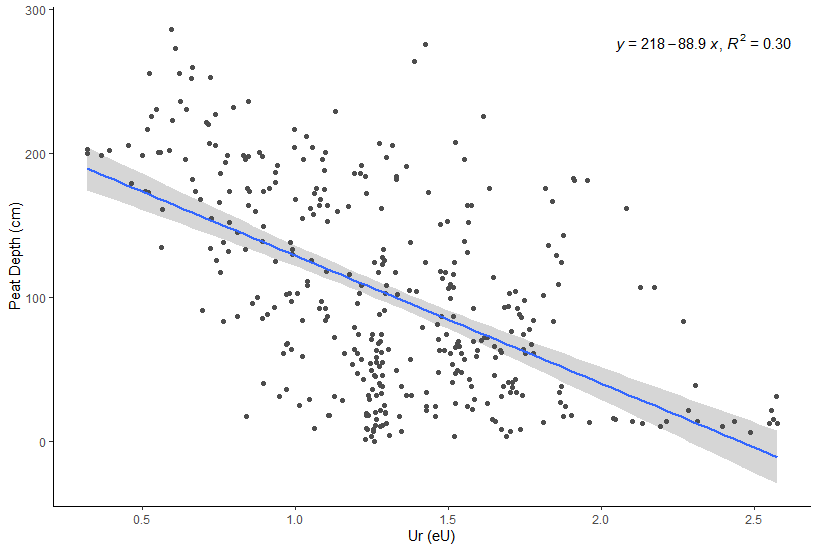 300
y = 218 − 88.9 x, R² = 0.30
200
Peat Depth (cm)
100
0
0.5 1.0 1.5 2.0 2.5
Ur (eU)